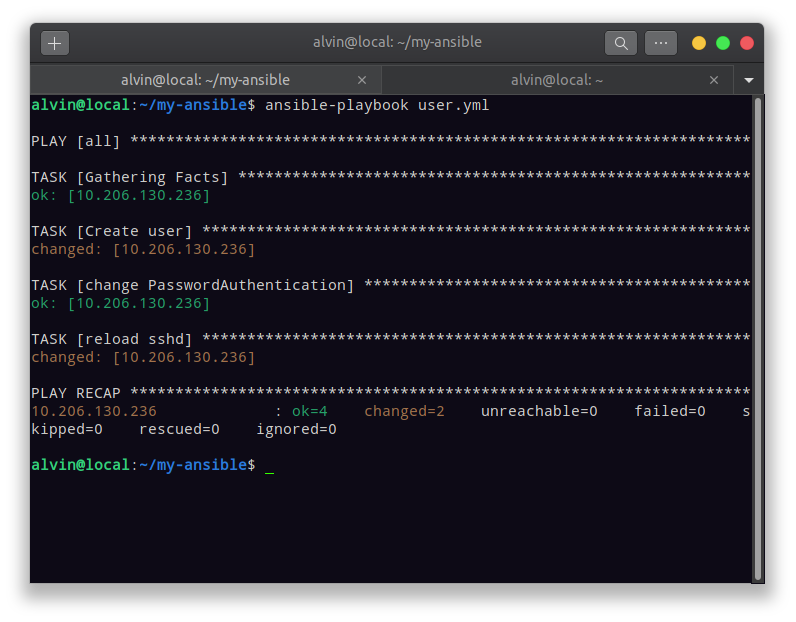 alvin@local: ~/my-ansible
alvin@local: ~/my-ansible
alvin@local: ~
alvin@local:~/my-ansible$ ansible-playbook user.yml
PLAY [all] *********************************************************************
TASK [Gathering Facts] *********************************************************
ok: [10.206.130.236]
TASK [Create user] *************************************************************
changed: [10.206.130.236]
TASK [change PasswordAuthentication] *******************************************
ok: [10.206.130.236]
TASK [reload sshd] *************************************************************
changed: [10.206.130.236]
PLAY RECAP *********************************************************************
10.206.130.236             : ok=4    changed=2    unreachable=0    failed=0    s
kipped=0    rescued=0    ignored=0
alvin@local:~/my-ansible$ _